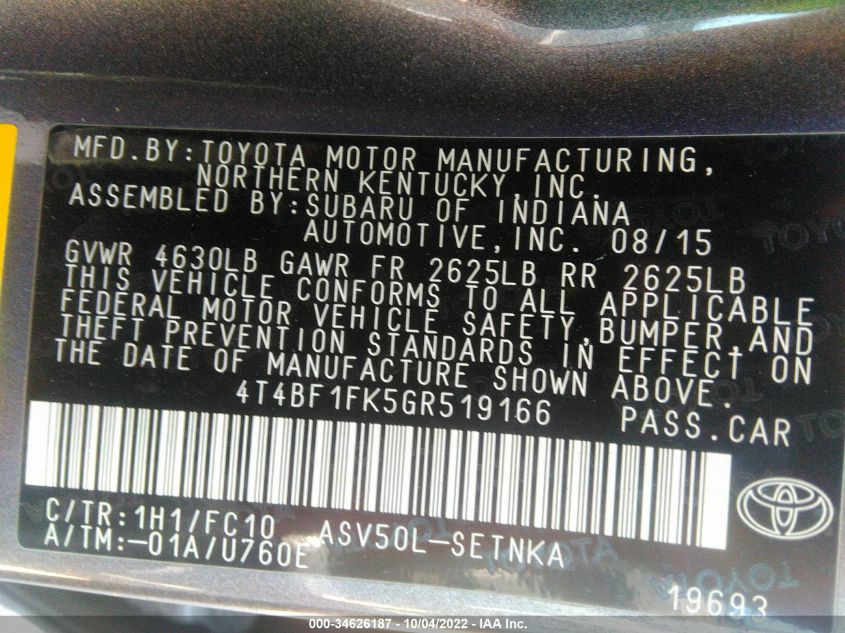 MFD.BY:TOYOTA MOTOR MANUFACTURING,
NORTHERN KENTUCKY, INC.
ASSEMBLED BY:SUBARU OF INDIANA
AUTOMOTIVE,INC. 08/15
GVWR 4630LB GAWR FR 2625LB RR 2625LB
THIS VEHICLE CONFORMS TO ALL APPLICABLE
FEDERAL MOTOR VEHICLE SAFETY,BUMPER,AND
THEFT PREVENTION STANDARDS IN EFFECT ON
THE DATE OF MANUFACTURE SHOWN ABOVE.
4T4BF1FK5GR519166 PASS.CAR
C/TR:1H1/FC10 ASV50L-SETNKA
A/TM:-01A/U760E
19693
000-34626187 - 10/04/2022 - IAA Inc.